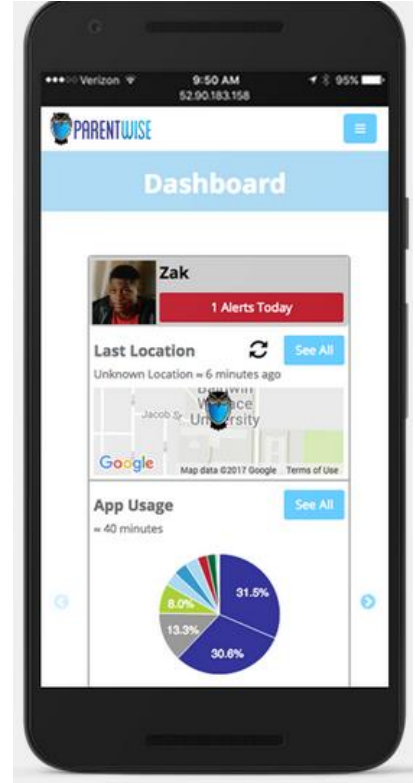 Verizon 9:50 AM 95%
52.90.183.158
PARENTWISE
Dashboard
Zak
1 Alerts Today
Last Location See All
Unknown Location ≈ 6 minutes ago
Baldwin
Wallace
Jacob St University
Google Map data ©2017 Google Terms of Use
App Usage See All
≈ 40 minutes
31.5%
8.0%
13.3%
30.6%